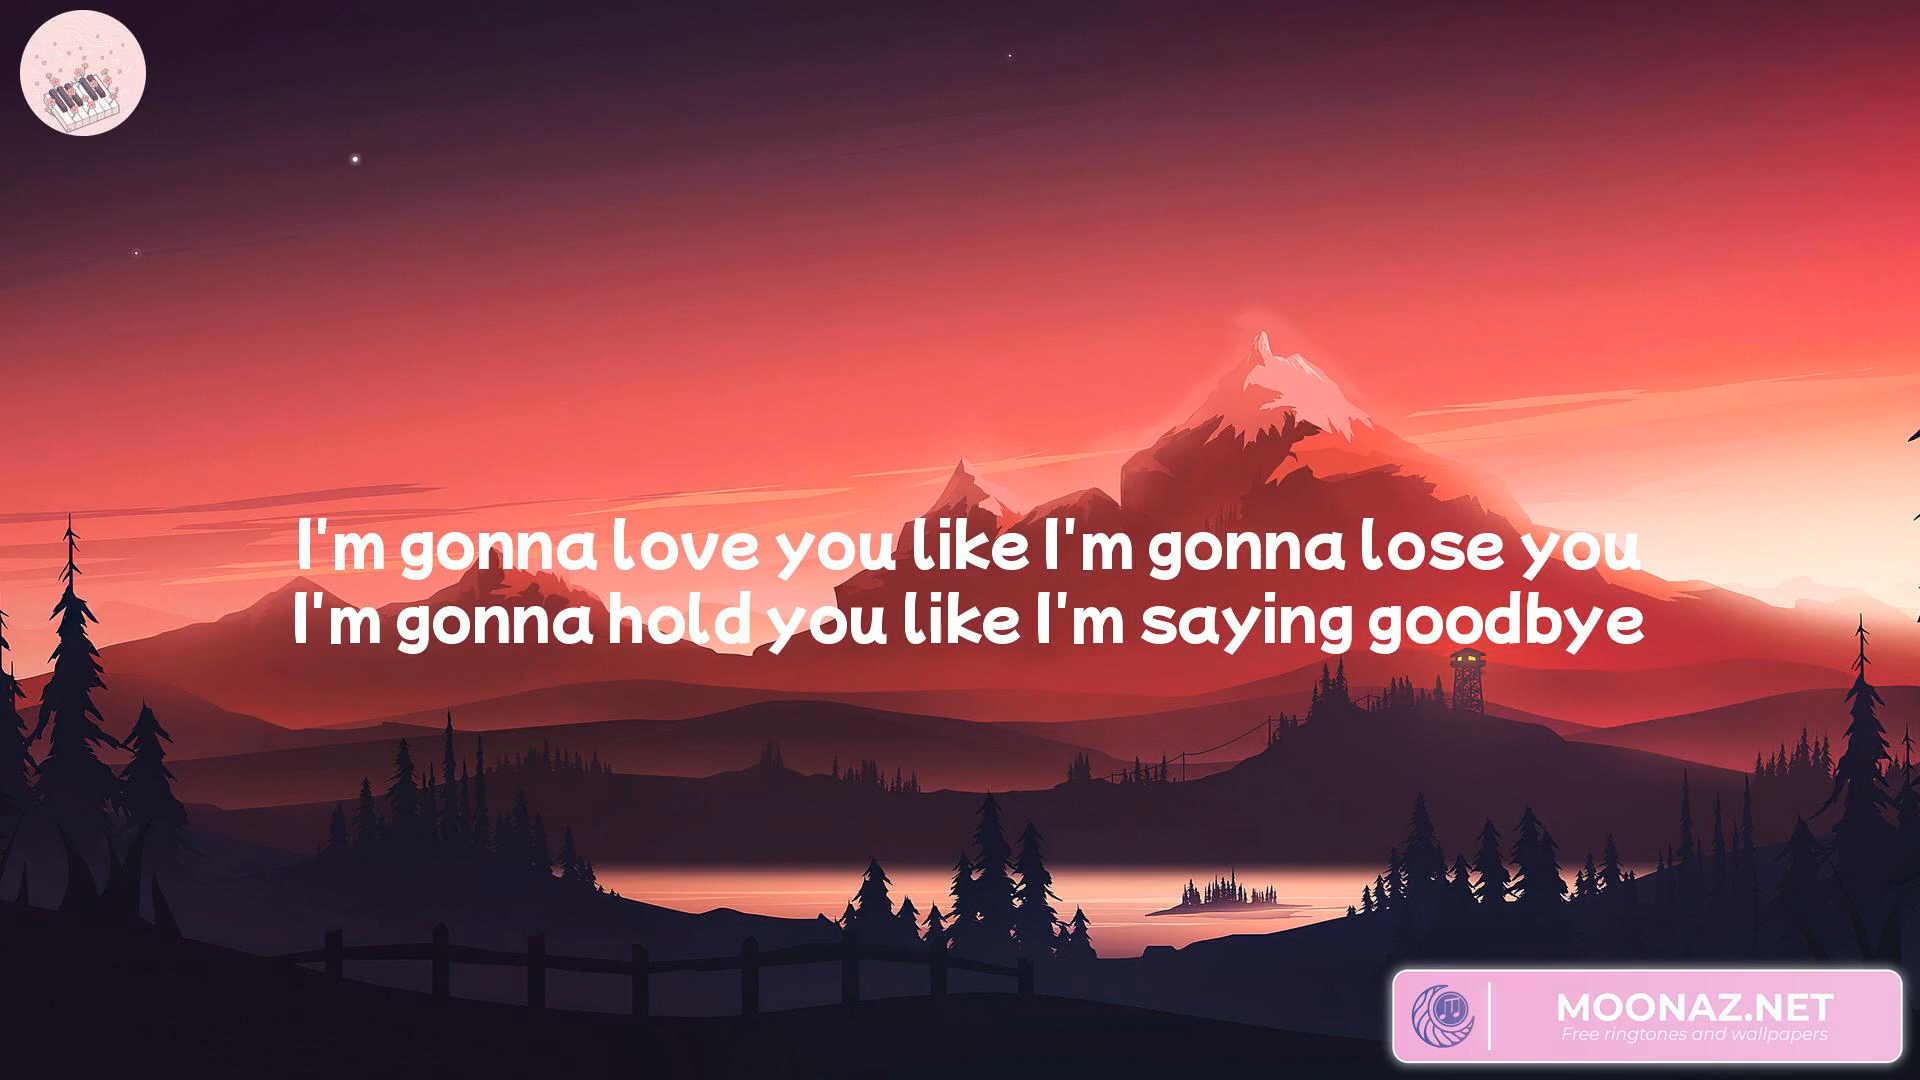 I'm gonna love you like I'm gonna lose you
I'm gonna hold you like I'm saying goodbye
MOONAZ.NET
Free ringtones and wallpapers